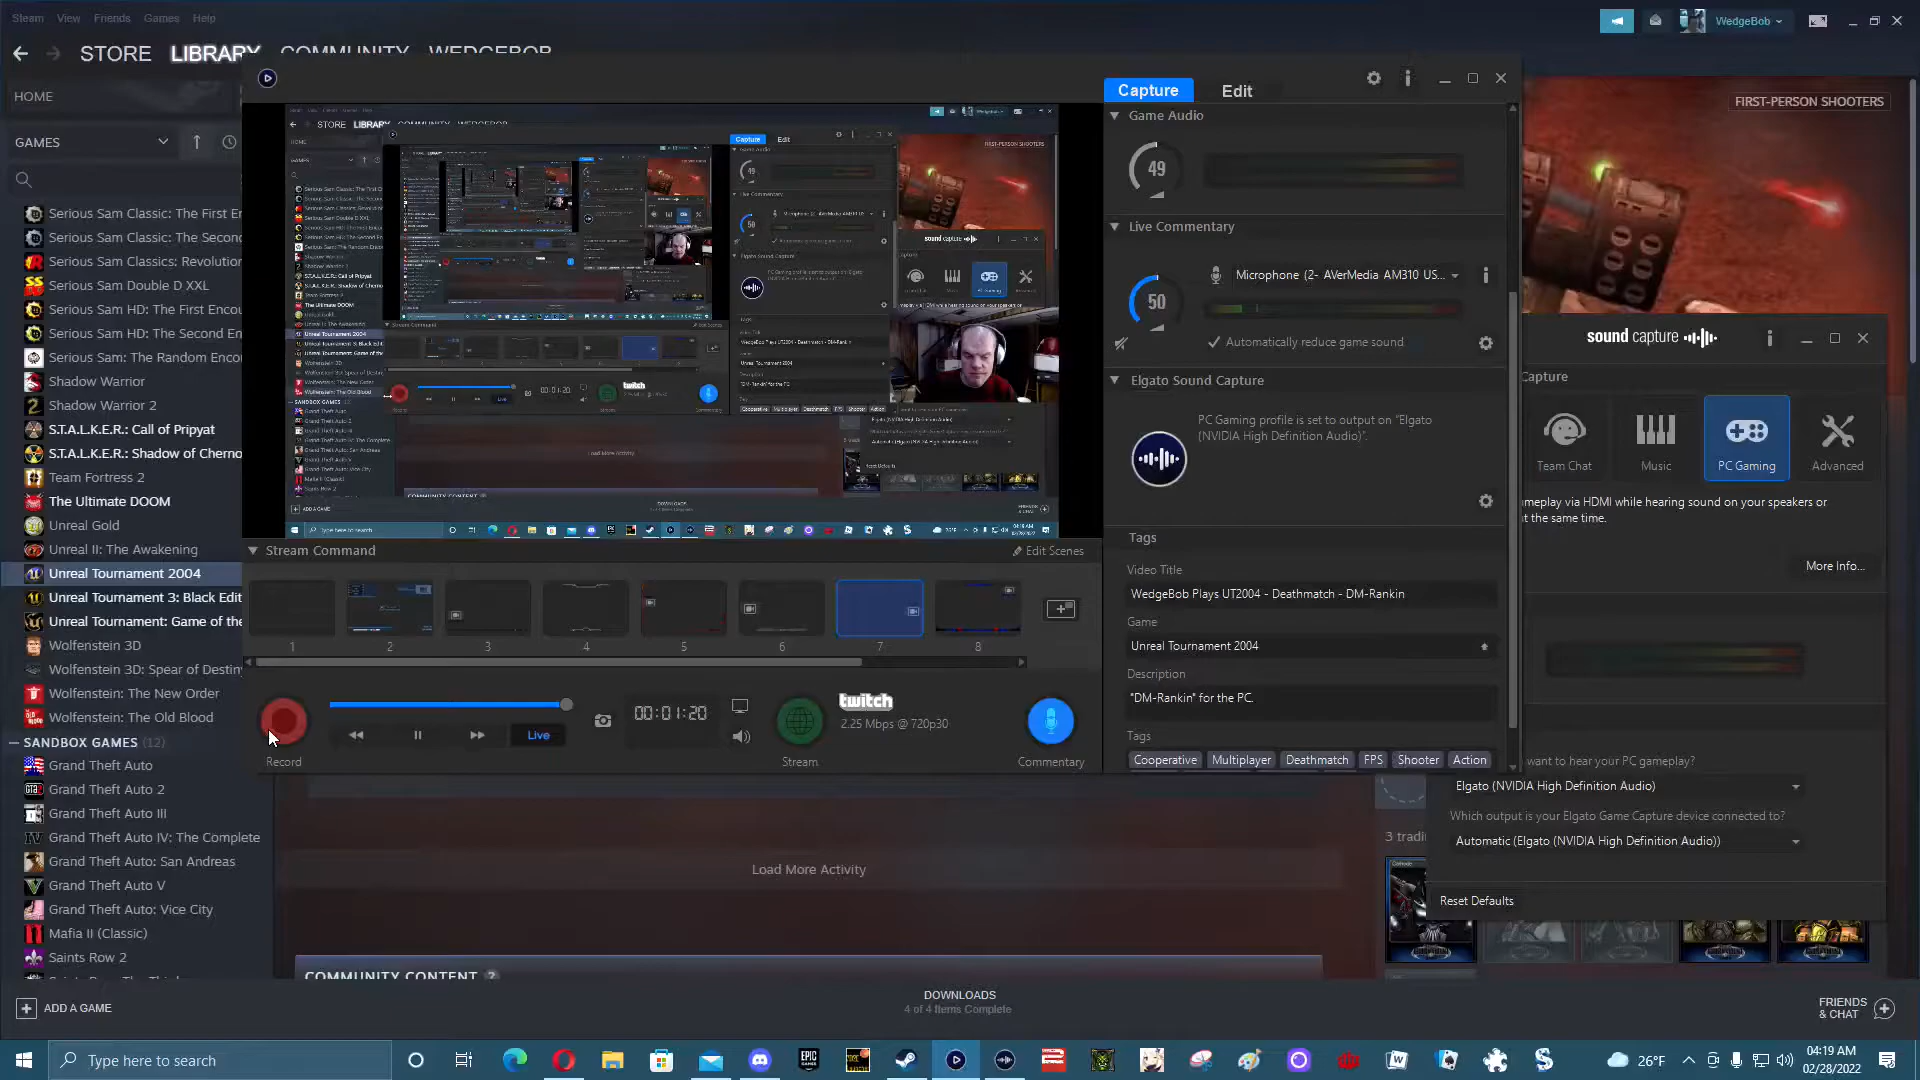 Steam View Friends Games Help
WedgeBob
STORE LIBRARY COMMUNITY WEDGEBOB
HOME
Capture Edit
FIRST-PERSON SHOOTERS
GAMES
Serious Sam Classic: The First Er
Serious Sam Classic: The Second
Serious Sam Classics: Revolution
Serious Sam Double D XXL
Serious Sam HD: The First Encou
Serious Sam HD: The Second En
Serious Sam: The Random Encou
Shadow Warrior
Shadow Warrior 2
S.T.A.L.K.E.R.: Call of Pripyat
S.T.A.L.K.E.R.: Shadow of Cherno
Team Fortress 2
The Ultimate DOOM
Unreal Gold
Unreal II: The Awakening
Unreal Tournament 2004
Unreal Tournament 3: Black Edit
Unreal Tournament: Game of the
Wolfenstein 3D
Wolfenstein 3D: Spear of Destiny
Wolfenstein: The New Order
Wolfenstein: The Old Blood
SANDBOX GAMES (12)
Grand Theft Auto
Grand Theft Auto 2
Grand Theft Auto III
Grand Theft Auto IV: The Complete
Grand Theft Auto: San Andreas
Grand Theft Auto V
Grand Theft Auto: Vice City
Mafia II (Classic)
Saints Row 2
ADD A GAME
Game Audio
49
Live Commentary
50
Microphone (2- AVerMedia AM310 US...
Automatically reduce game sound
Elgato Sound Capture
PC Gaming profile is set to output on "Elgato
(NVIDIA High Definition Audio)".
Tags
Video Title
WedgeBob Plays UT2004 - Deathmatch - DM-Rankin
Game
Unreal Tournament 2004
Description
"DM-Rankin" for the PC.
Tags
Cooperative Multiplayer Deathmatch FPS Shooter Action
Stream Command
Edit Scenes
1 2 3 4 5 6 7 8
Record
Live
00:01:20
Stream
twitch
2.25 Mbps @ 720p30
Commentary
sound capture
Capture
Team Chat Music PC Gaming Advanced
ameplay via HDMI while hearing sound on your speakers or
t the same time.
More Info...
want to hear your PC gameplay?
Elgato (NVIDIA High Definition Audio)
Which output is your Elgato Game Capture device connected to?
Automatic (Elgato (NVIDIA High Definition Audio))
Reset Defaults
3 tradi
Load More Activity
COMMUNITY CONTENT ?
DOWNLOADS
4 of 4 Items Complete
FRIENDS
& CHAT
Type here to search
26°F
04:19 AM
02/28/2022